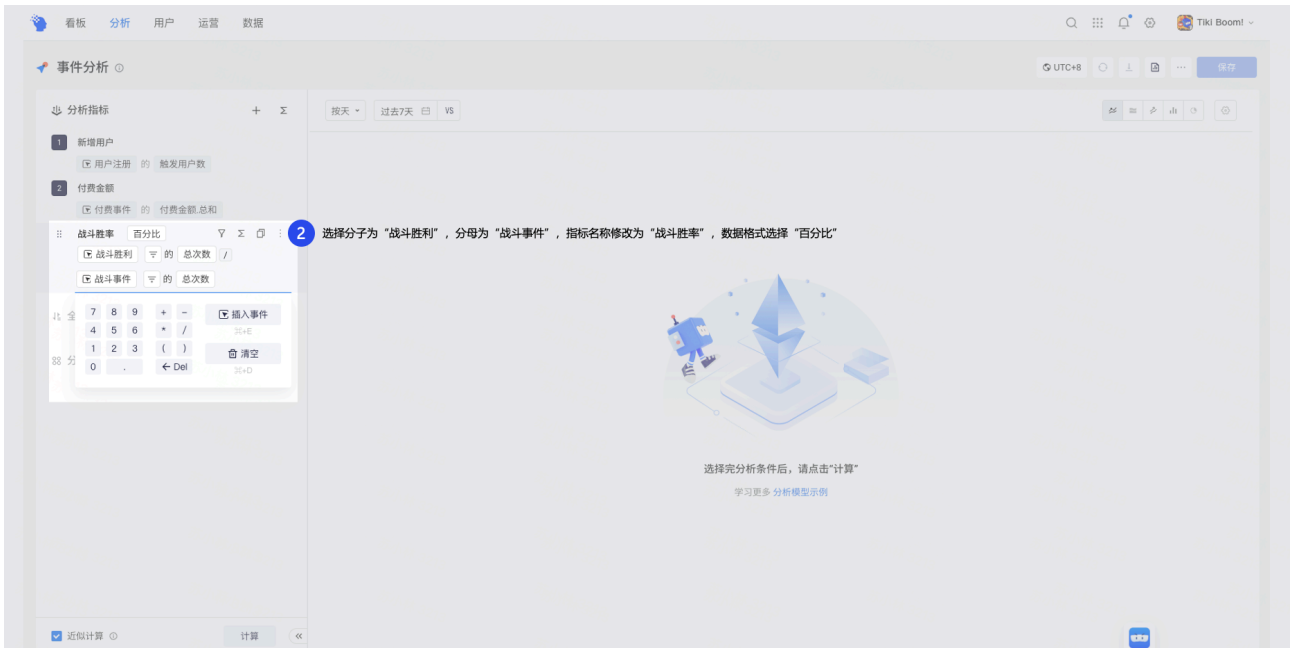 看板 分析 用户 运营 数据 Tiki Boom!
事件分析 UTC+8 保存
分析指标 + Σ 按天 过去7天 VS
1 新增用户
用户注册 的 触发用户数
2 付费金额
付费事件 的 付费金额.总和
战斗胜率 百分比 Σ 2 选择分子为“战斗胜利”，分母为“战斗事件”，指标名称修改为“战斗胜率”，数据格式选择“百分比”
战斗胜利 的 总次数 /
战斗事件 的 总次数
全
7 8 9 + - 插入事件
4 5 6 * / ⌘+E
1 2 3 ( ) 清空
分
0 . ← Del ⌘+D
选择完分析条件后，请点击“计算”
学习更多 分析模型示例
近似计算 计算 «